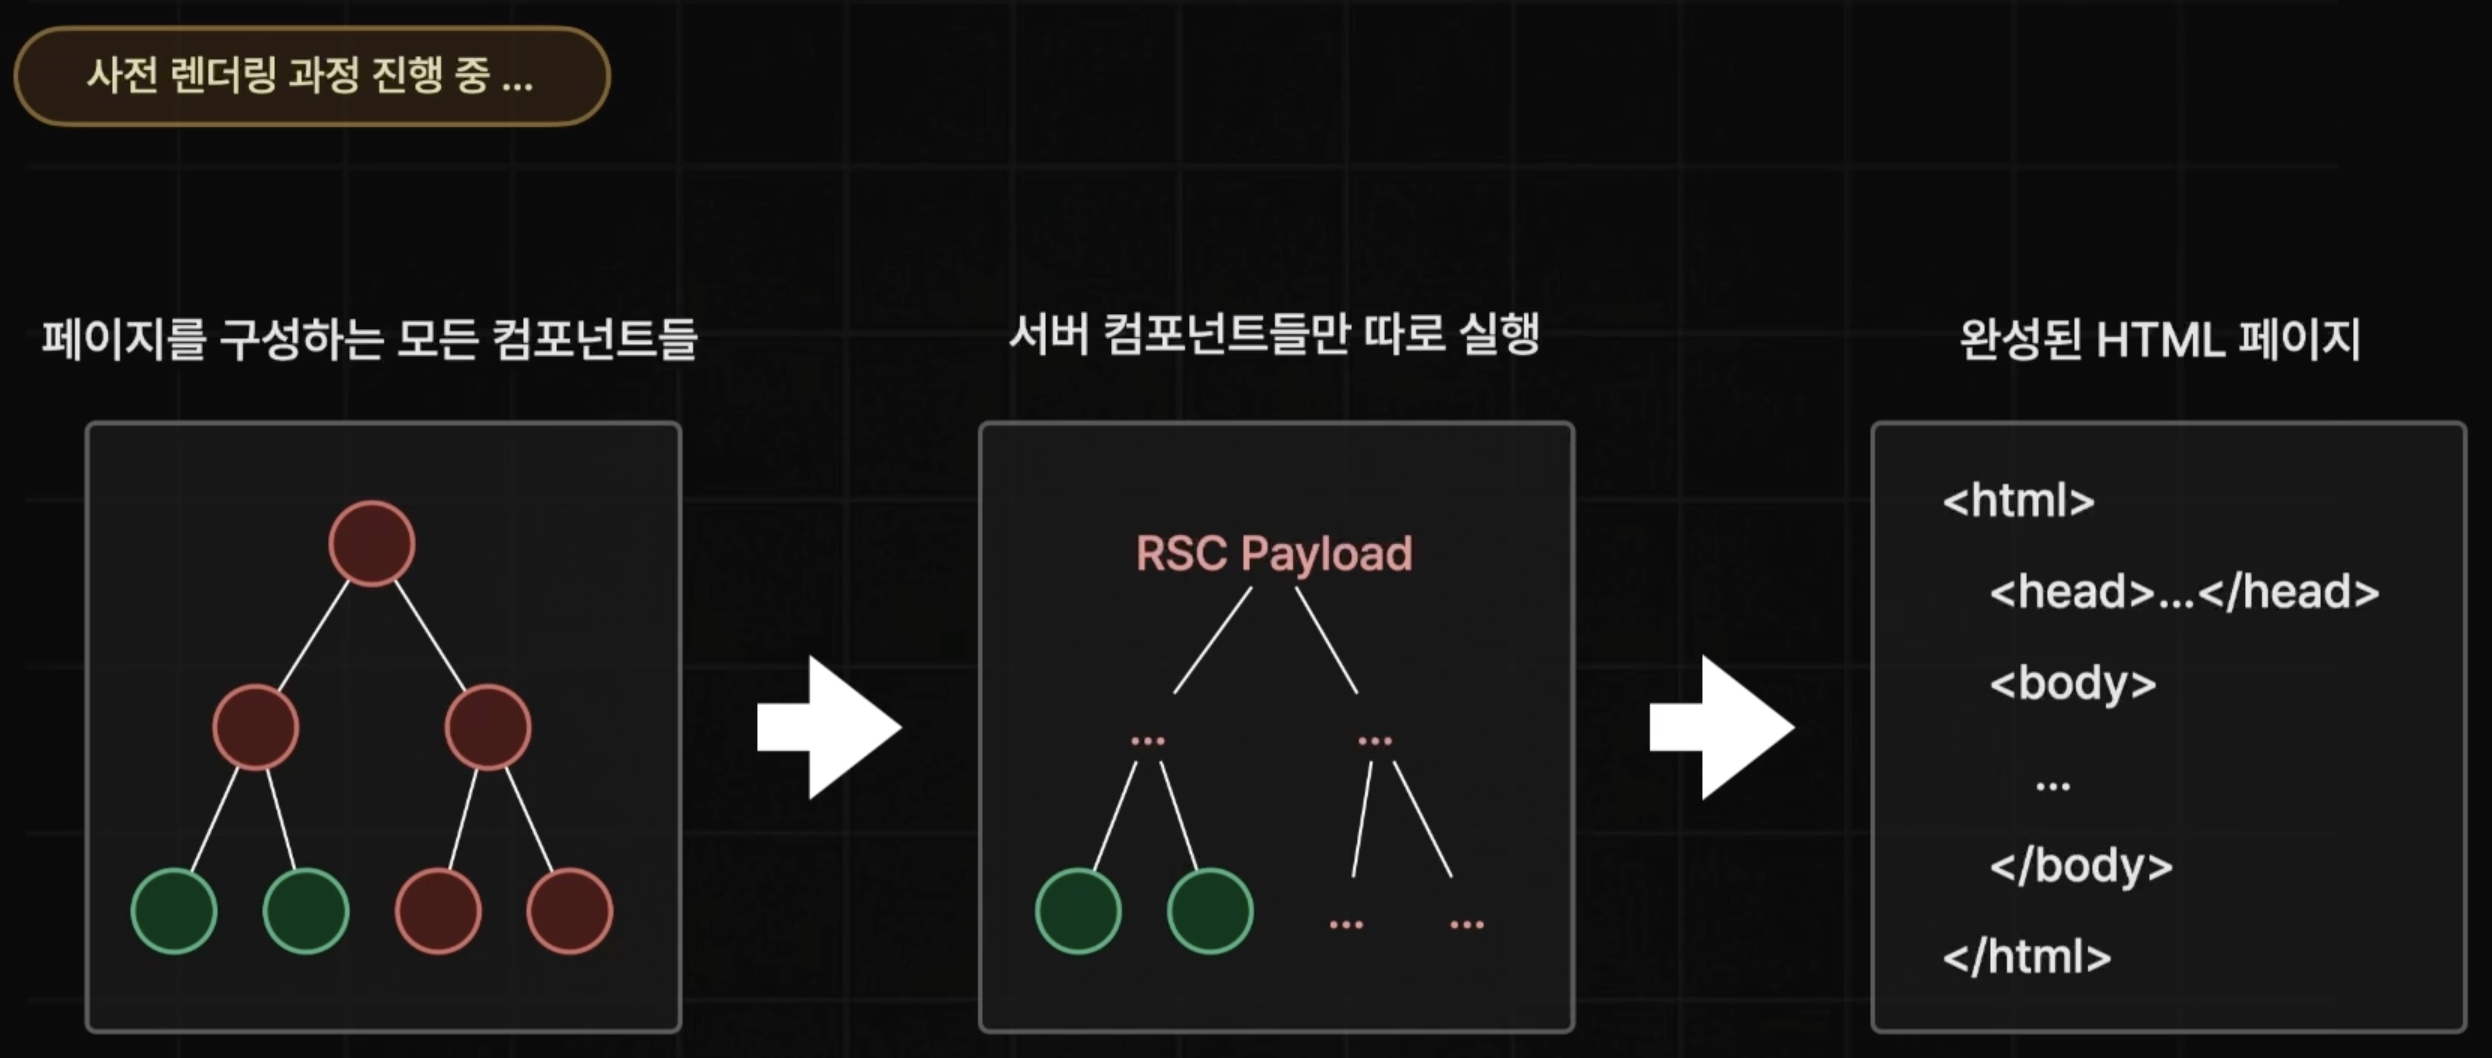 사전 렌더링 과정 진행 중 ...
페이지를 구성하는 모든 컴포넌트들
서버 컴포넌트들만 따로 실행
완성된 HTML 페이지
RSC Payload
...
...
...
...
<html>
<head>...</head>
<body>
...
</body>
</html>